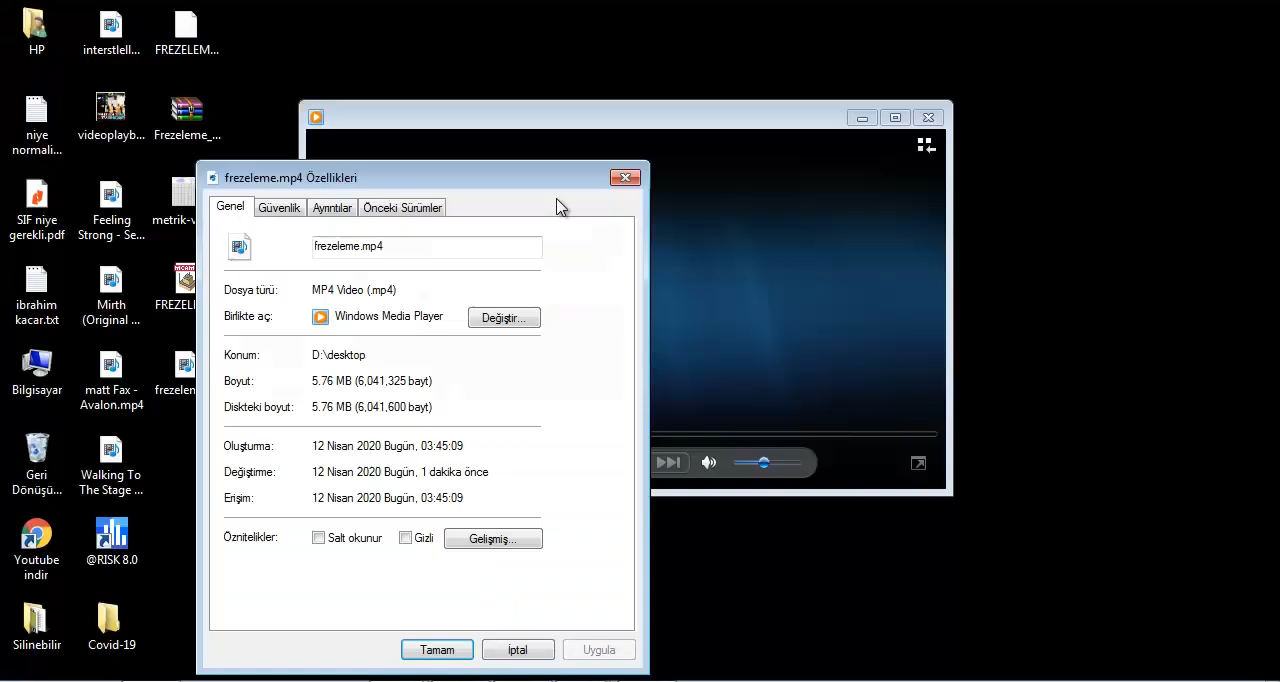 HP
interstlell...
FREZELEM...
niye
normali...
videoplayb...
Frezeleme_...
SIF niye
gerekli.pdf
Feeling
Strong - Se...
metrik-v
ibrahim
kacar.txt
Mirth
(Original ...
MCAM
FREZEL
Bilgisayar
matt Fax -
Avalon.mp4
frezelen
Geri
Dönüşü...
Walking To
The Stage ...
Youtube
indir
@RISK 8.0
Silinebilir
Covid-19
frezeleme.mp4 Özellikleri
Genel
Güvenlik
Ayrıntılar
Önceki Sürümler
frezeleme.mp4
Dosya türü: MP4 Video (.mp4)
Birlikte aç: Windows Media Player Değiştir...
Konum: D:\desktop
Boyut: 5.76 MB (6,041,325 bayt)
Diskteki boyut: 5.76 MB (6,041,600 bayt)
Oluşturma: 12 Nisan 2020 Bugün, 03:45:09
Değiştirme: 12 Nisan 2020 Bugün, 1 dakika önce
Erişim: 12 Nisan 2020 Bugün, 03:45:09
Öznitelikler: Salt okunur Gizli Gelişmiş...
Tamam İptal Uygula